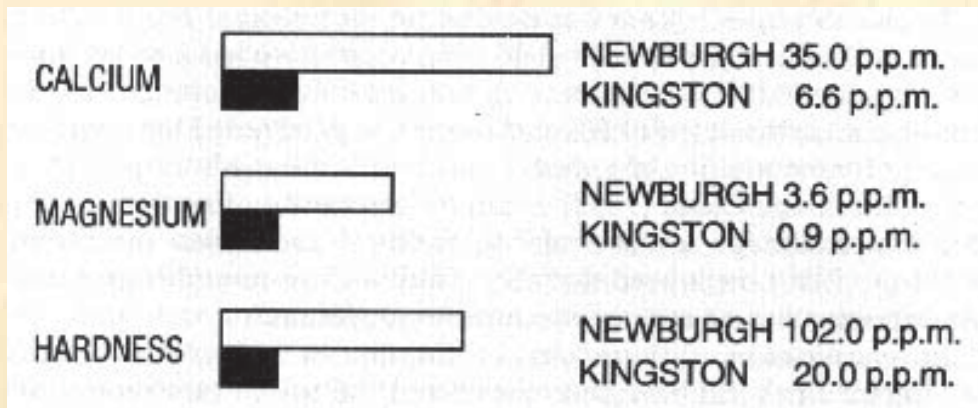 CALCIUM
NEWBURGH 35.0 p.p.m.
KINGSTON 6.6 p.p.m.
MAGNESIUM
NEWBURGH 3.6 p.p.m.
KINGSTON 0.9 p.p.m.
HARDNESS
NEWBURGH 102.0 p.p.m.
KINGSTON 20.0 p.p.m.